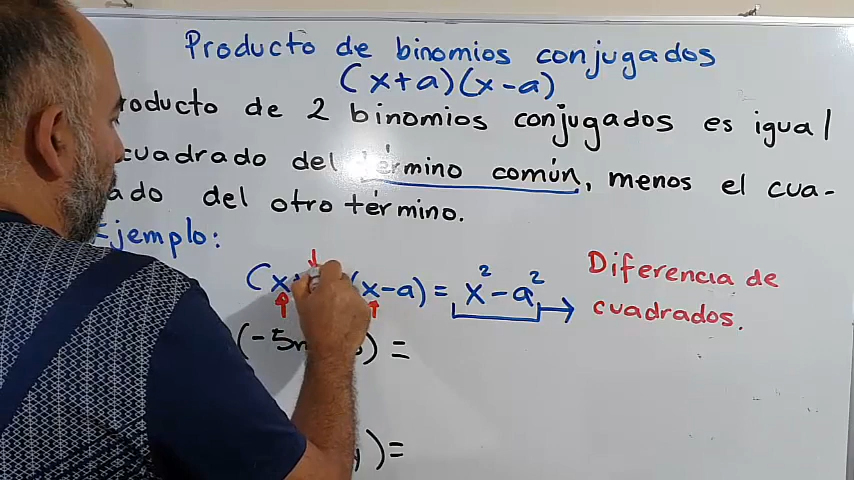 Producto de binomios conjugados
(x+a)(x-a)
roducto de 2 binomios conjugados es igual
cuadrado del término común, menos el cua-
ado del otro término.
Ejemplo:
(x+ (x-a) = x² - a² Diferencia de
cuadrados.
(-5 ) =
) =